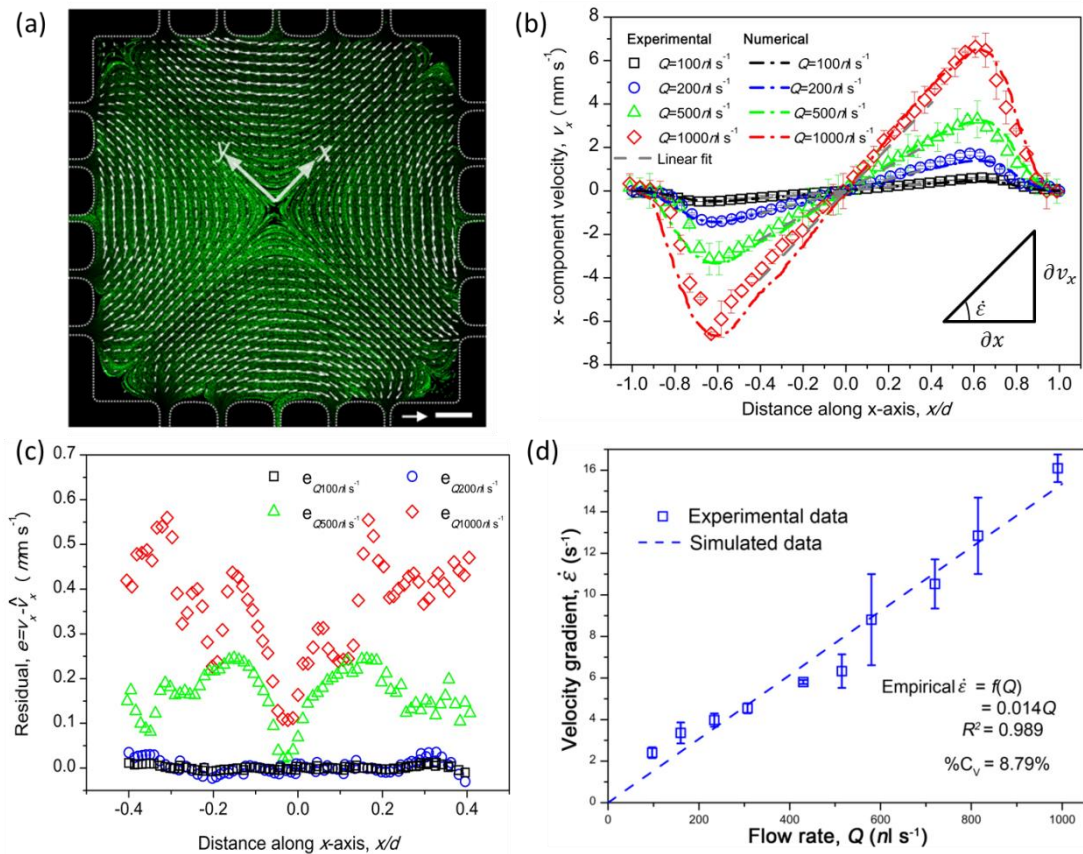 (a)
y
x
(b)
x- component velocity, v_x ( mm s⁻¹)
8
6
4
2
0
-2
-4
-6
-8
Experimental Numerical
Q=100nl s⁻¹ Q=100nl s⁻¹
Q=200nl s⁻¹ Q=200nl s⁻¹
Q=500nl s⁻¹ Q=500nl s⁻¹
Q=1000nl s⁻¹ Q=1000nl s⁻¹
Linear fit
ε̇
∂v_x
∂x
-1.0 -0.8 -0.6 -0.4 -0.2 0.0 0.2 0.4 0.6 0.8 1.0
Distance along x-axis, x/d
(c)
Residual, e=v_x-v̂_x ( mm s⁻¹)
0.7
0.6
0.5
0.4
0.3
0.2
0.1
0.0
e_Q100nl s⁻¹ e_Q200nl s⁻¹
e_Q500nl s⁻¹ e_Q1000nl s⁻¹
-0.4 -0.2 0.0 0.2 0.4
Distance along x-axis, x/d
(d)
Velocity gradient, ε̇ (s⁻¹)
16
14
12
10
8
6
4
2
0
Experimental data
Simulated data
Empirical ε̇ = f(Q)
= 0.014Q
R² = 0.989
%C_V = 8.79%
0 200 400 600 800 1000
Flow rate, Q (nl s⁻¹)